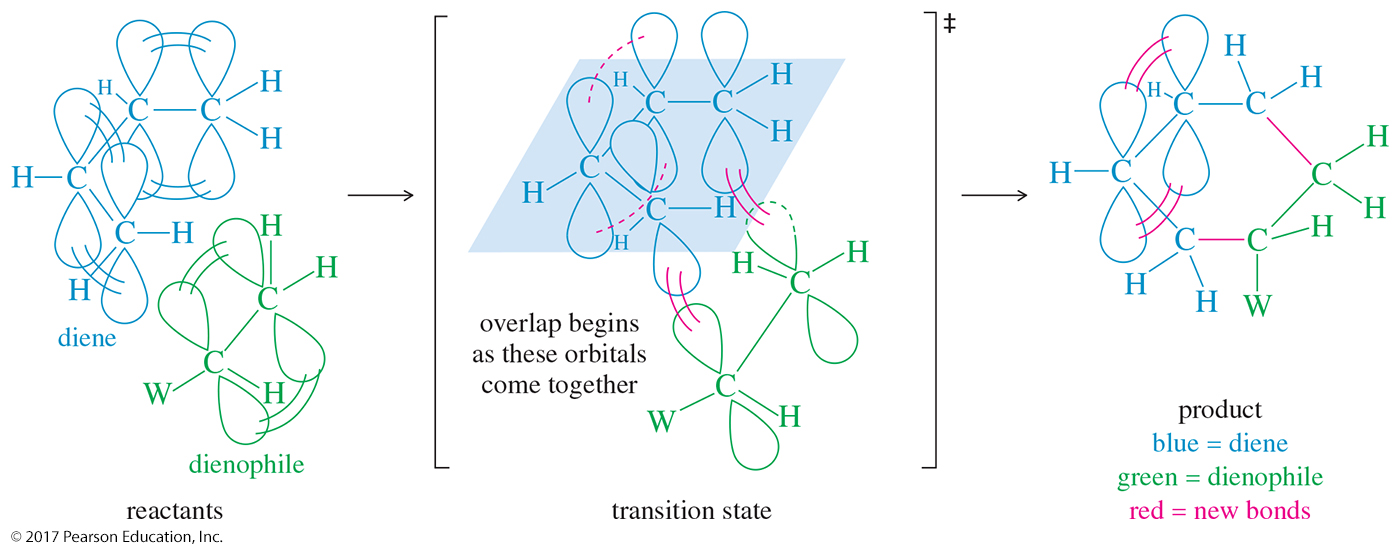 H
C
C
H
H
H
C
C
H
H
diene
H
H
C
C
W
H
dienophile
reactants
‡
H
C
C
H
H
H
C
C
H
H
overlap begins
as these orbitals
come together
H
H
C
C
W
H
transition state
H
H
H
C
C
H
C
H
C
H
C
C
H
H
H
W
product
blue = diene
green = dienophile
red = new bonds
© 2017 Pearson Education, Inc.